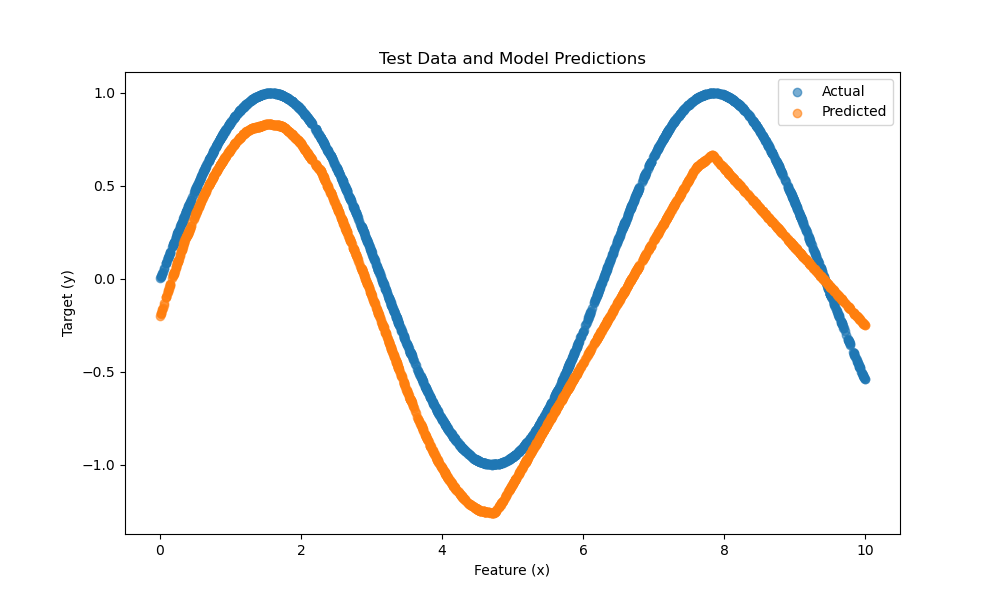 Test Data and Model Predictions
Actual
Predicted
1.0
0.5
0.0
−0.5
−1.0
Target (y)
0 2 4 6 8 10
Feature (x)